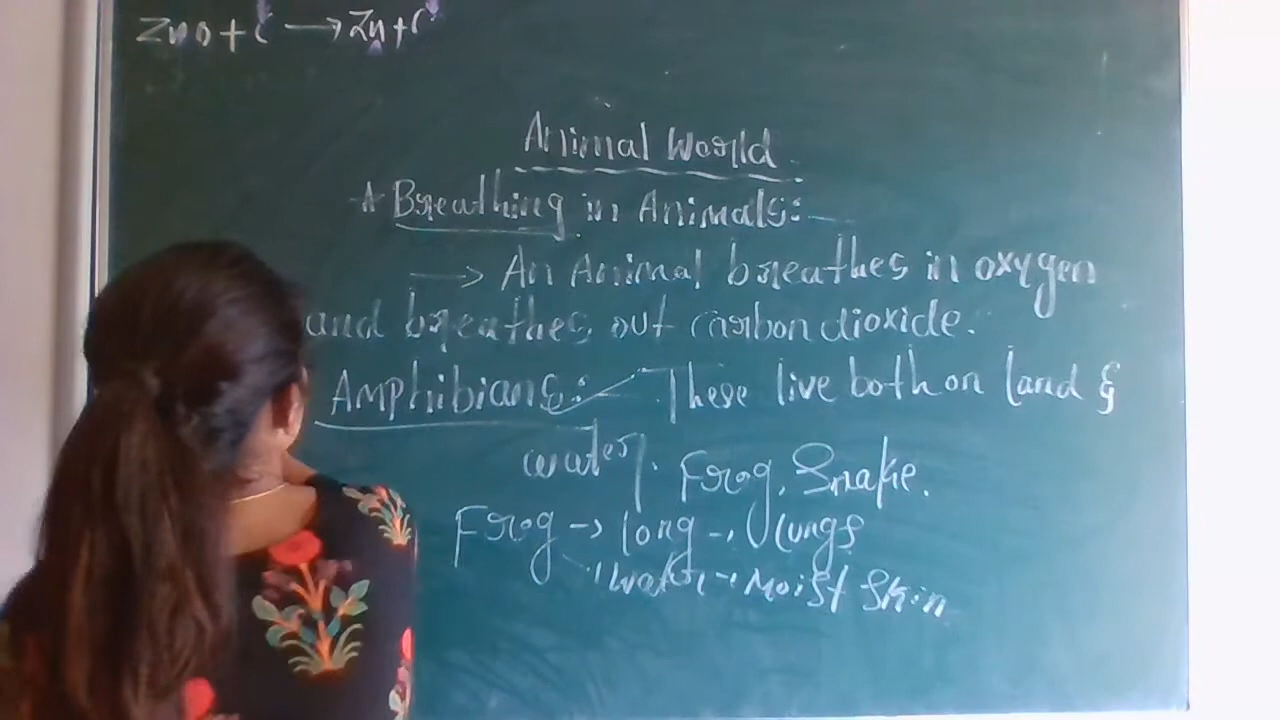 ZnO + C → Zn + C
Animal World
* Breathing in Animals:-
→ An Animal breathes in oxygen
and breathes out carbon dioxide.
Amphibians:- These live both on land &
water. Frog, Snake.
Frog → long → Lungs
→ Water → Moist Skin